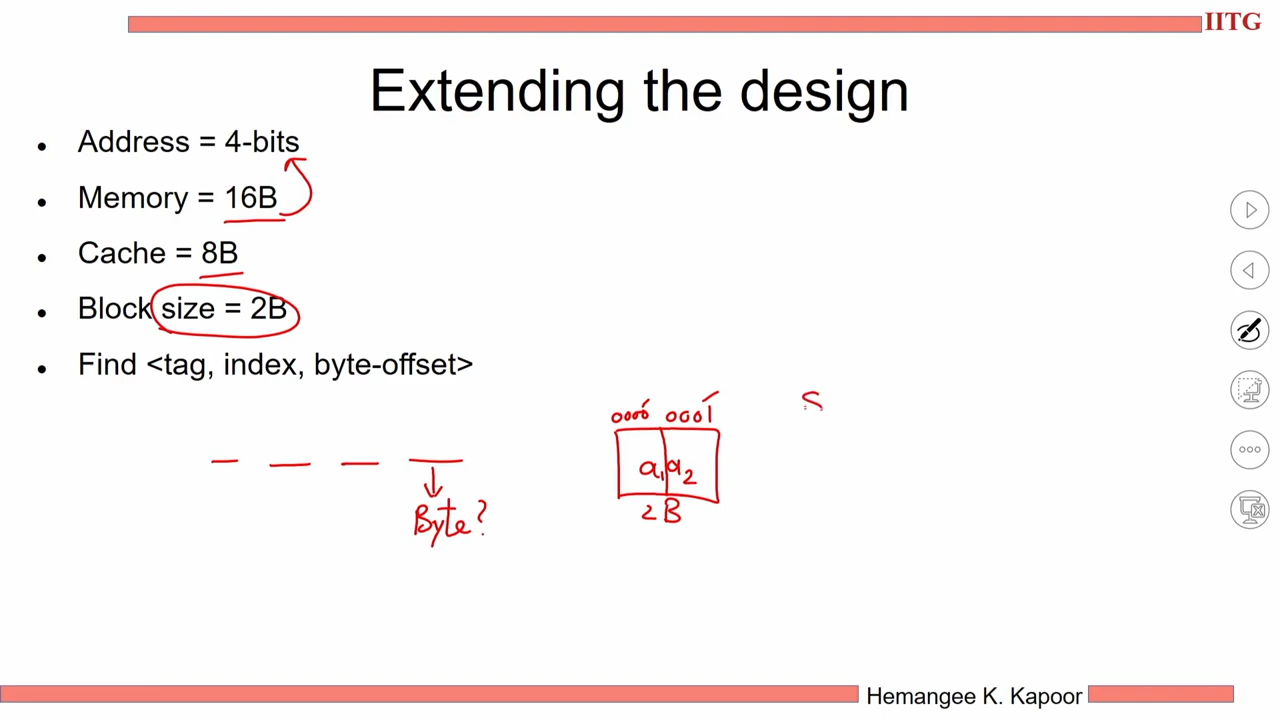 IITG
Extending the design
• Address = 4-bits
• Memory = 16B
• Cache = 8B
• Block size = 2B
• Find <tag, index, byte-offset>
0000 0001
a1 a2
2B
Byte?
Hemangee K. Kapoor